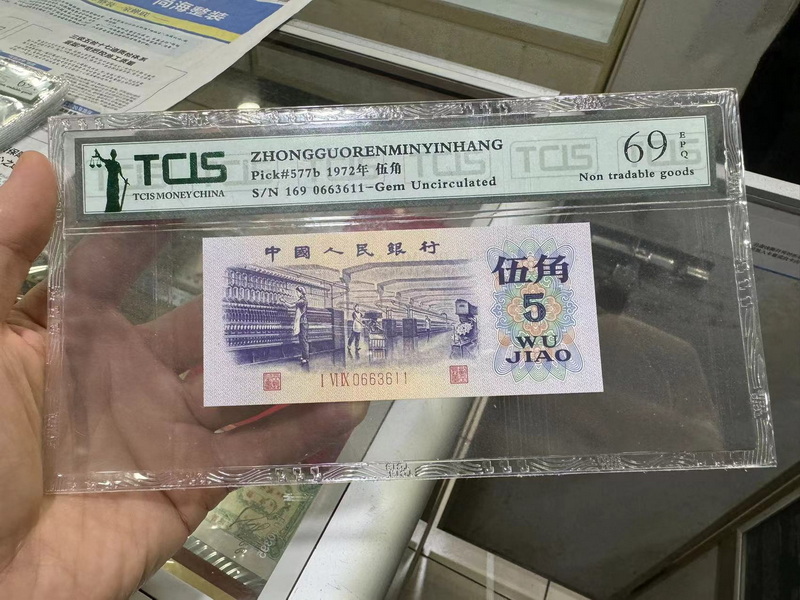 TCIS
TCIS MONEY CHINA
ZHONGGUORENMINYINHANG
Pick#577b 1972年 伍角
S/N 169 0663611-Gem Uncirculated
69
EPQ
Non tradable goods
中國人民銀行
伍角
5
WU
JIAO
I VI IX 0663611